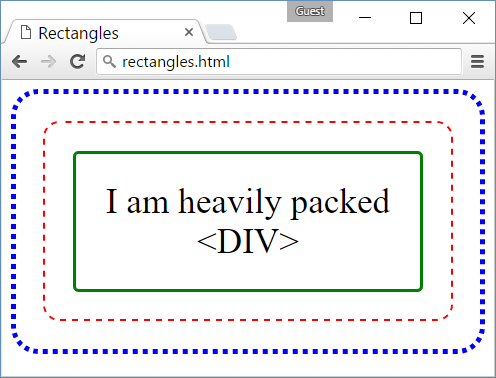 Guest
Rectangles
rectangles.html
I am heavily packed
<DIV>